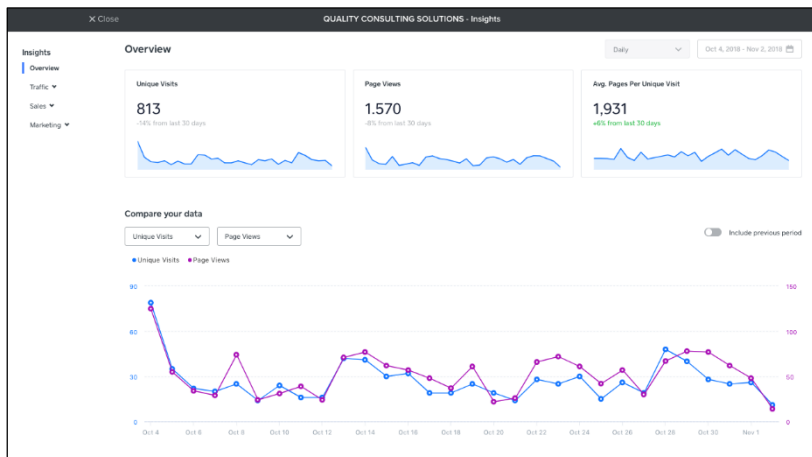 ✕ Close
QUALITY CONSULTING SOLUTIONS - Insights
Insights
Overview
Traffic
Sales
Marketing
Overview
Daily
Oct 4, 2018 - Nov 2, 2018
Unique Visits
813
-14% from last 30 days
Page Views
1.570
-8% from last 30 days
Avg. Pages Per Unique Visit
1,931
+6% from last 30 days
Compare your data
Unique Visits
Page Views
Include previous period
Unique Visits
Page Views
90
60
30
0
150
100
50
0
Oct 4 Oct 6 Oct 8 Oct 10 Oct 12 Oct 14 Oct 16 Oct 18 Oct 20 Oct 22 Oct 24 Oct 26 Oct 28 Oct 30 Nov 1